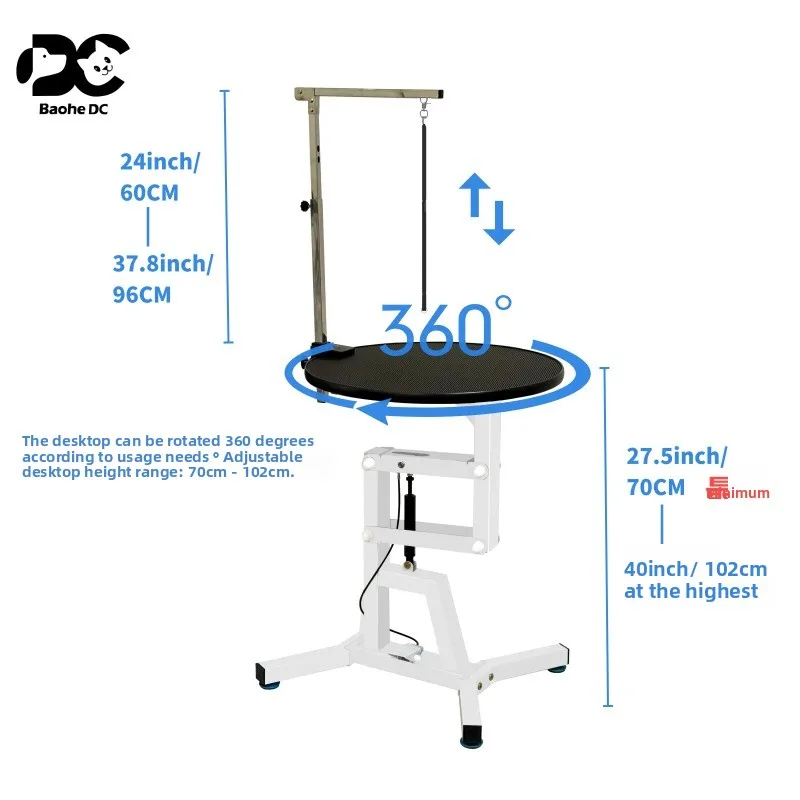 DC
Baohe DC
24inch/
60CM
37.8inch/
96CM
360°
The desktop can be rotated 360 degrees
according to usage needs ° Adjustable
desktop height range: 70cm - 102cm.
27.5inch/
70CM
40inch/ 102cm
at the highest